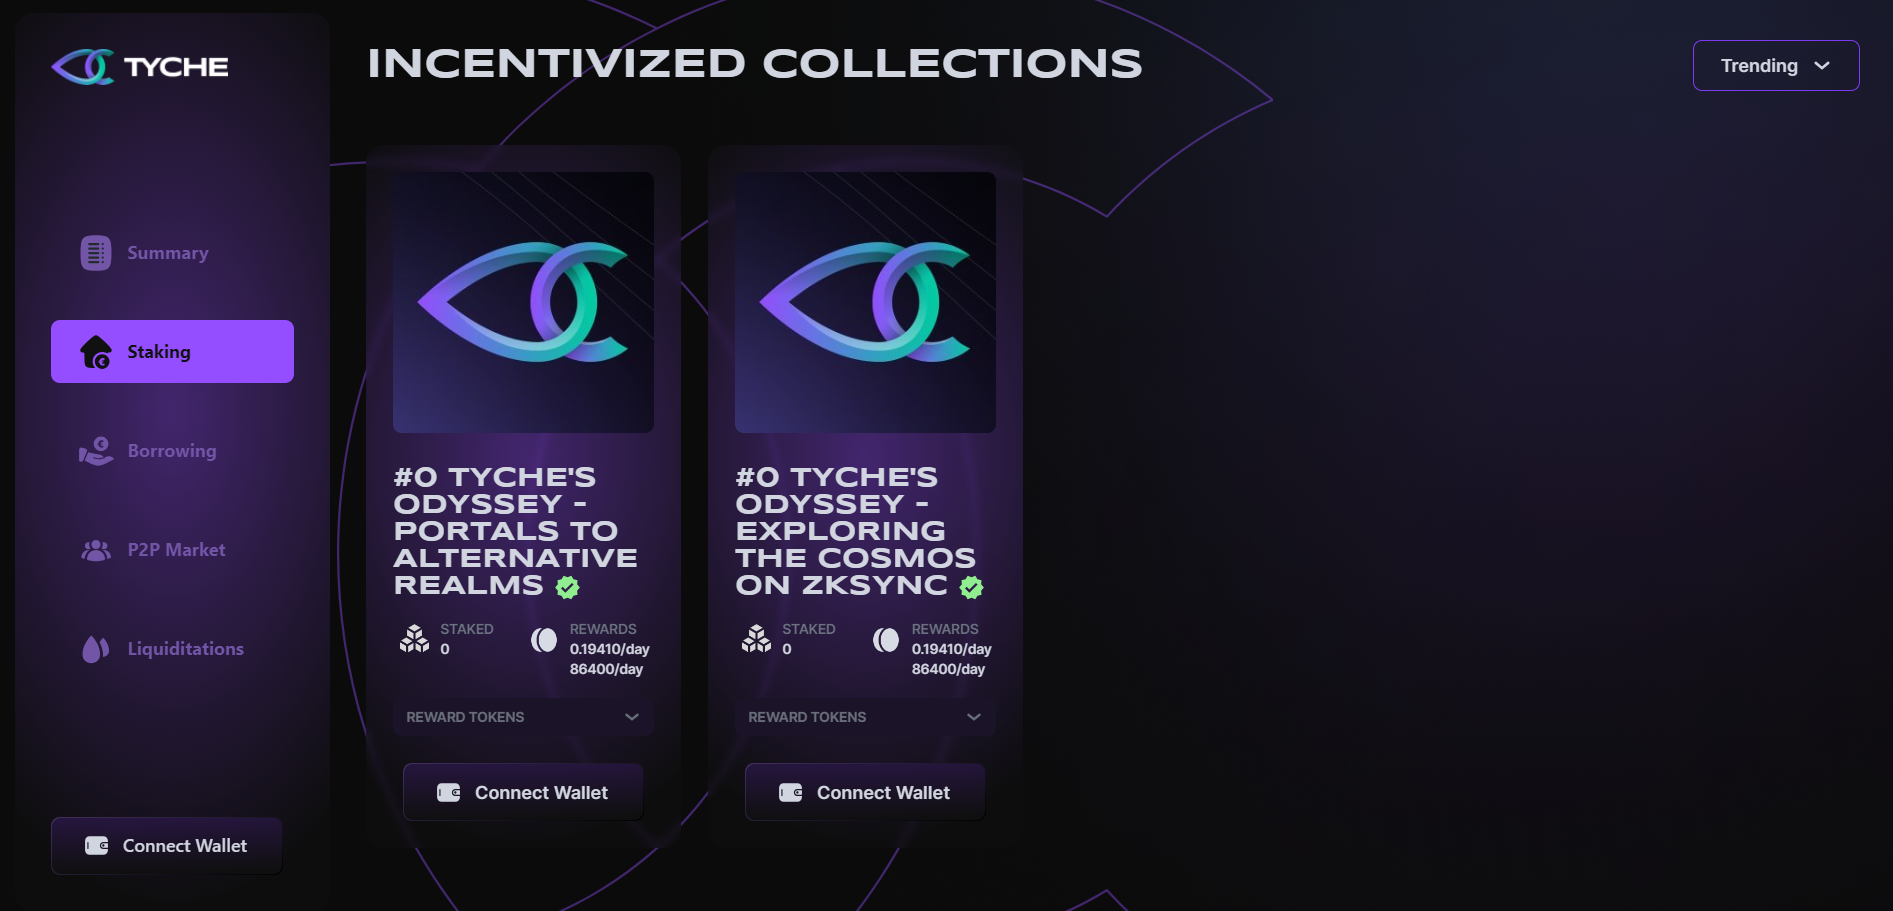 TYCHE
Summary
Staking
Borrowing
P2P Market
Liquiditations
Connect Wallet
INCENTIVIZED COLLECTIONS
Trending
#0 TYCHE'S
ODYSSEY -
PORTALS TO
ALTERNATIVE
REALMS
STAKED
0
REWARDS
0.19410/day
86400/day
REWARD TOKENS
Connect Wallet
#0 TYCHE'S
ODYSSEY -
EXPLORING
THE COSMOS
ON ZKSYNC
STAKED
0
REWARDS
0.19410/day
86400/day
REWARD TOKENS
Connect Wallet